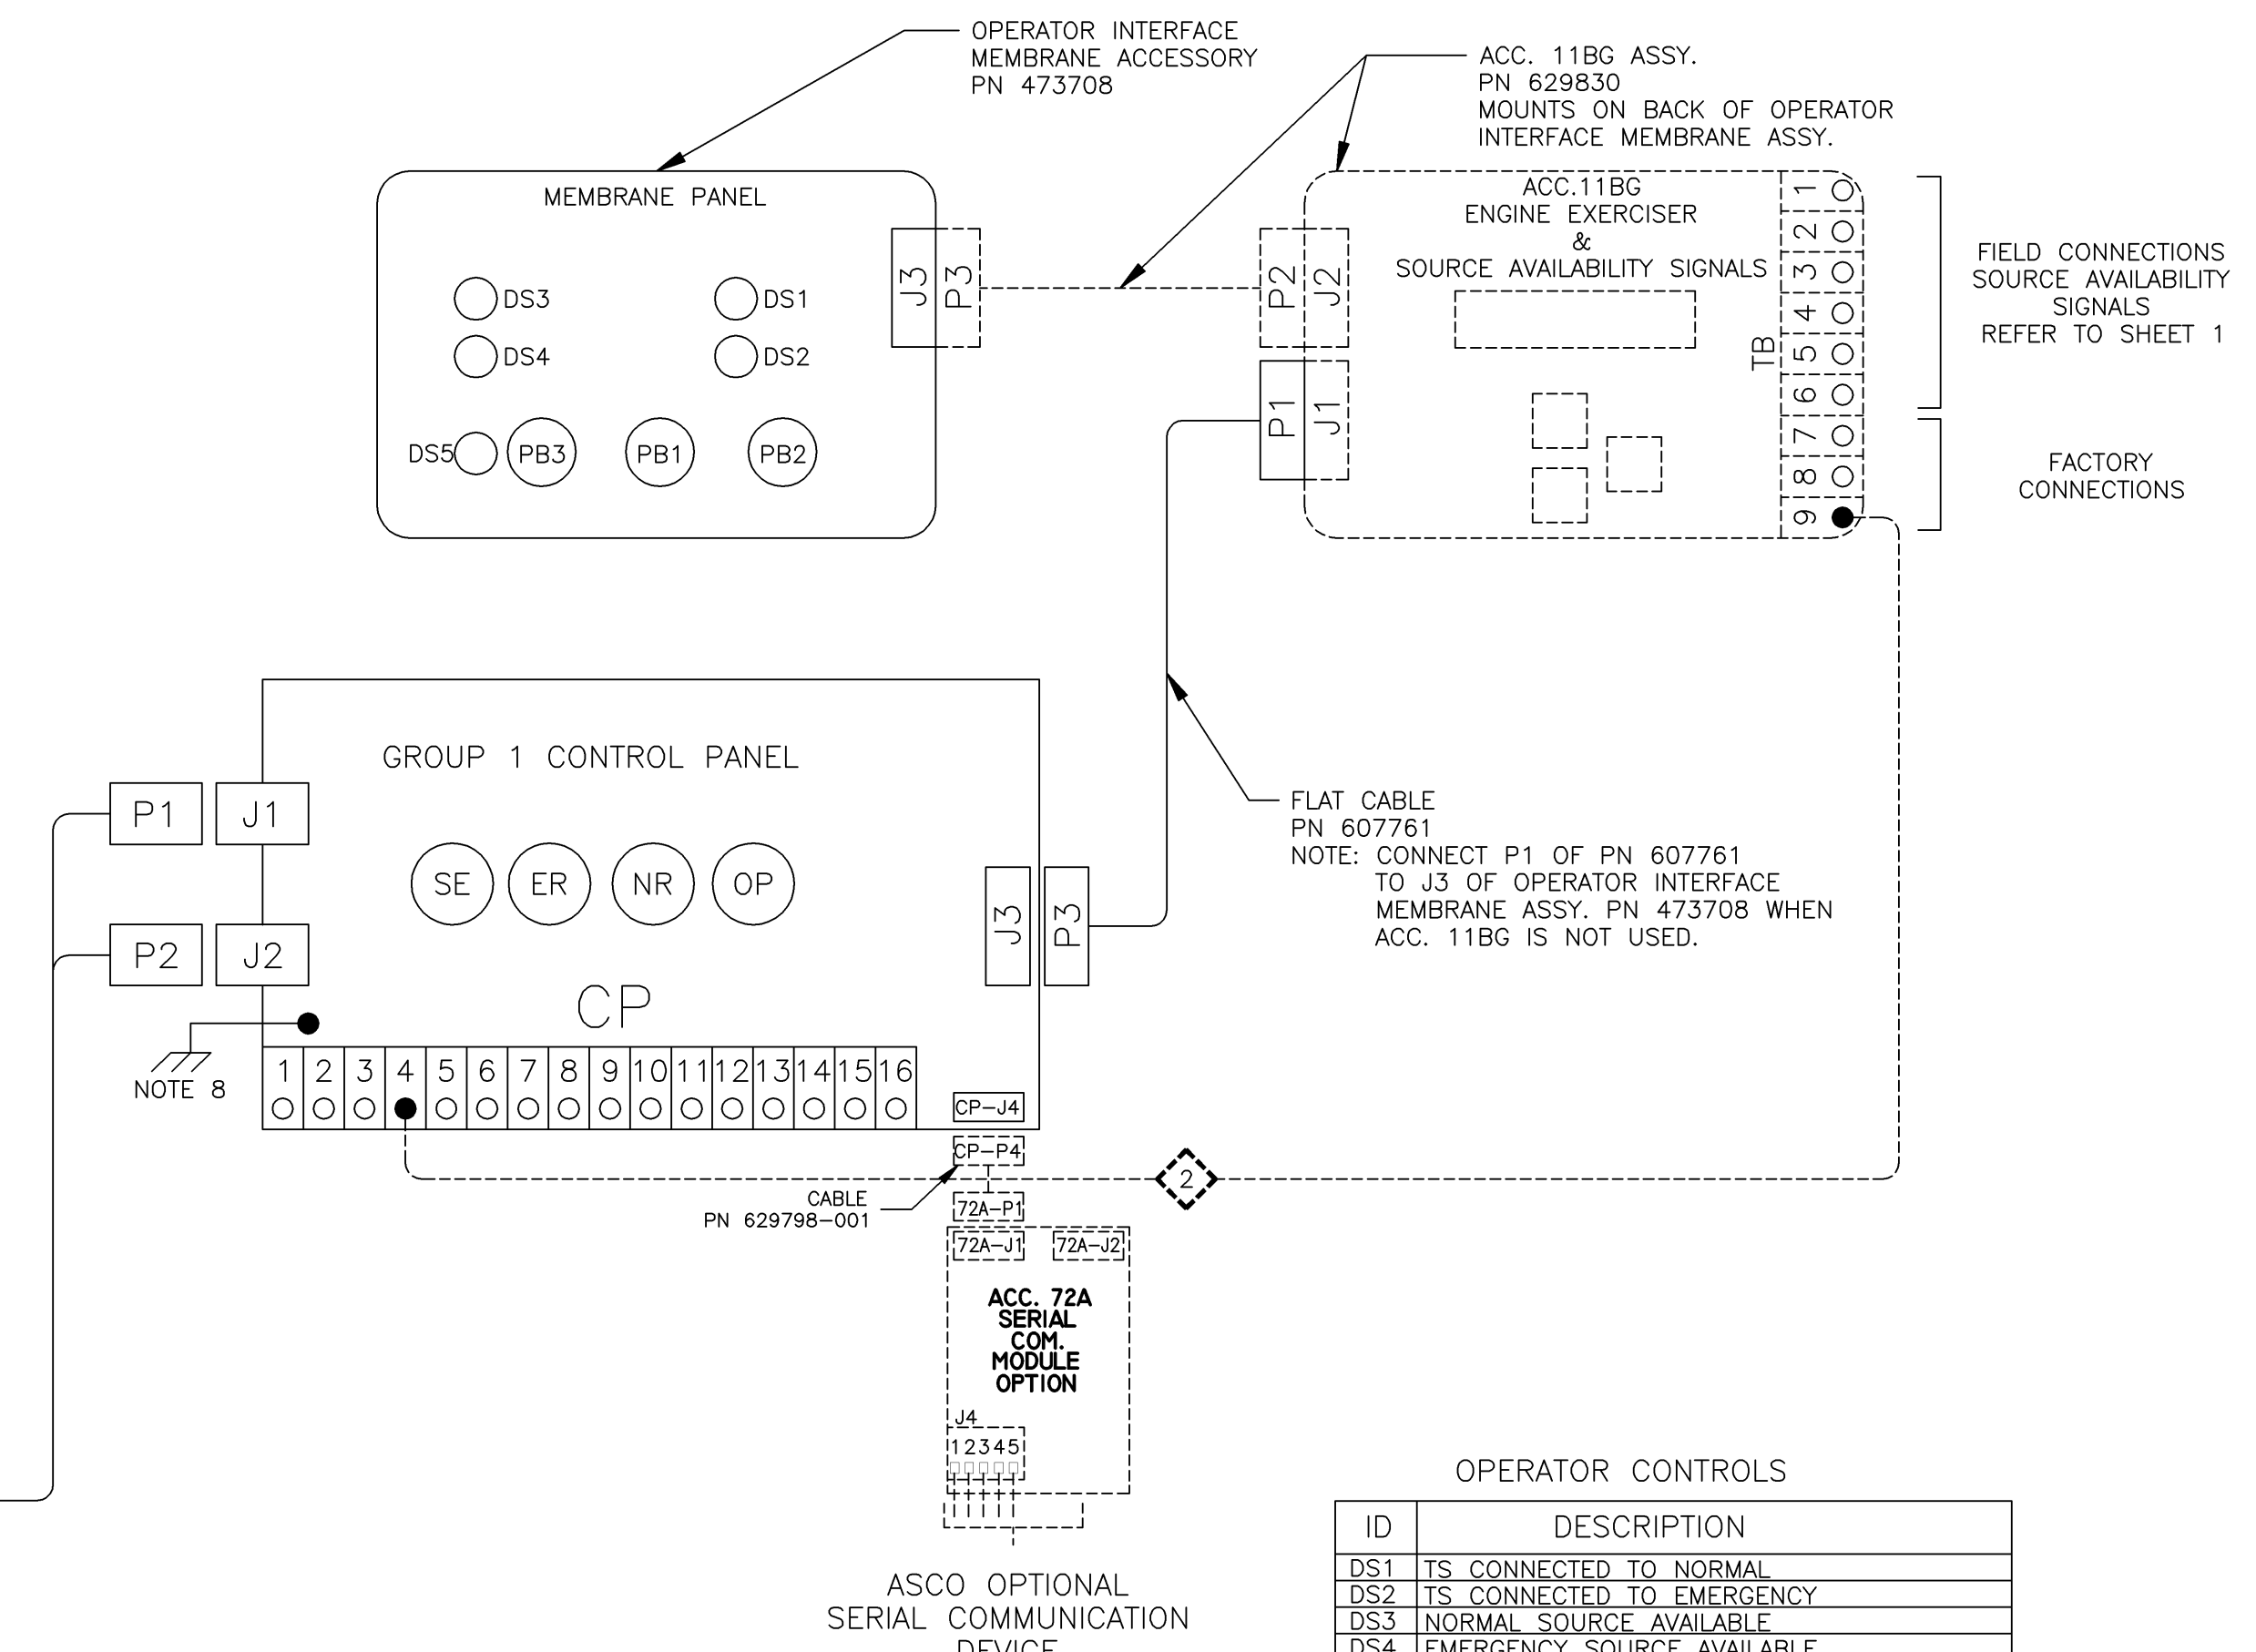 OPERATOR INTERFACE
MEMBRANE ACCESSORY
PN 473708
ACC. 11BG ASSY.
PN 629830
MOUNTS ON BACK OF OPERATOR
INTERFACE MEMBRANE ASSY.
MEMBRANE PANEL
DS3
DS1
DS4
DS2
DS5
PB3
PB1
PB2
J3
P3
P2
J2
P1
J1
ACC.11BG
ENGINE EXERCISER
&
SOURCE AVAILABILITY SIGNALS
TB
1
2
3
4
5
6
7
8
9
FIELD CONNECTIONS
SOURCE AVAILABILITY
SIGNALS
REFER TO SHEET 1
FACTORY
CONNECTIONS
GROUP 1 CONTROL PANEL
P1
J1
P2
J2
SE
ER
NR
OP
J3
P3
CP
NOTE 8
1 2 3 4 5 6 7 8 9 10 11 12 13 14 15 16
FLAT CABLE
PN 607761
NOTE: CONNECT P1 OF PN 607761
TO J3 OF OPERATOR INTERFACE
MEMBRANE ASSY. PN 473708 WHEN
ACC. 11BG IS NOT USED.
CP-J4
CP-P4
2
CABLE
PN 629798-001
72A-P1
72A-J1
72A-J2
ACC. 72A
SERIAL
COM.
MODULE
OPTION
J4
12345
ASCO OPTIONAL
SERIAL COMMUNICATION
DEVICE
OPERATOR CONTROLS
ID DESCRIPTION
DS1 TS CONNECTED TO NORMAL
DS2 TS CONNECTED TO EMERGENCY
DS3 NORMAL SOURCE AVAILABLE
DS4 EMERGENCY SOURCE AVAILABLE